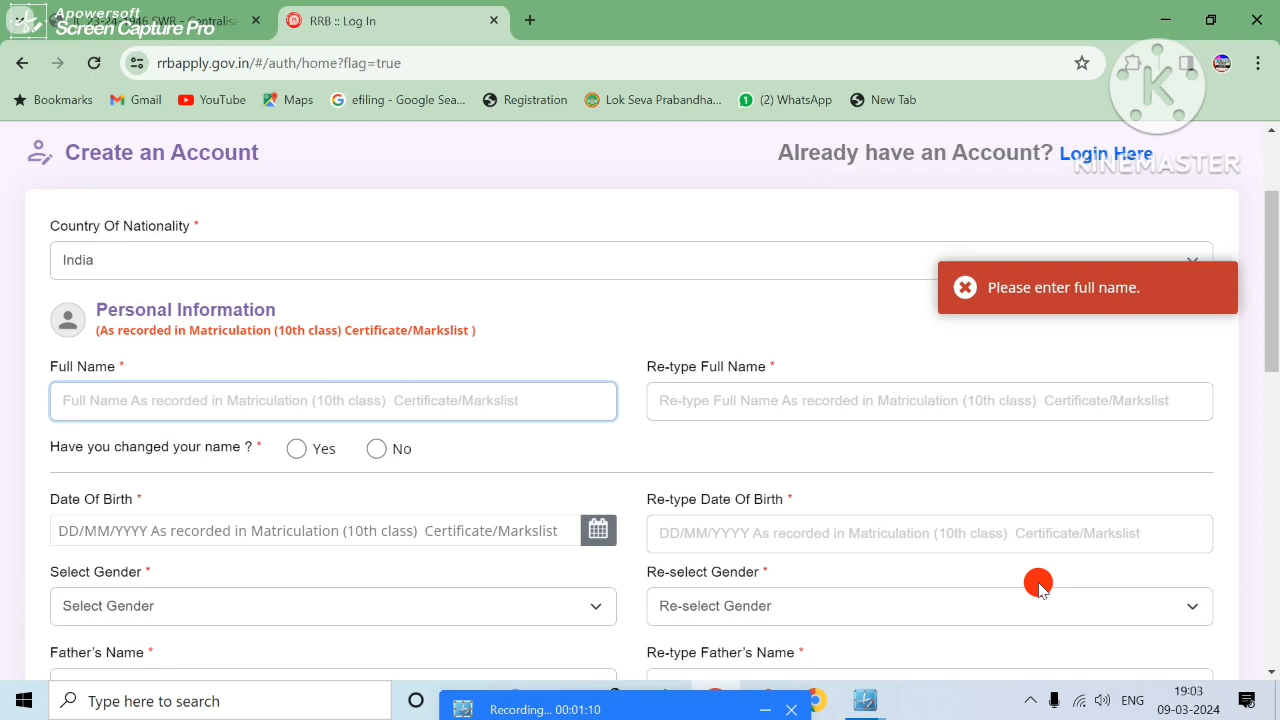 Apowersoft
Screen Capture Pro
23-24-1946 SWR - Centralise
RRB :: Log In
rrbapply.gov.in/#/auth/home?flag=true
Bookmarks
Gmail
YouTube
Maps
efiling - Google Sea...
Registration
Lok Seva Prabandha...
(2) WhatsApp
New Tab
K
KINEMASTER
Create an Account
Already have an Account? Login Here
Country Of Nationality *
India
Please enter full name.
Personal Information
(As recorded in Matriculation (10th class) Certificate/Markslist )
Full Name *
Re-type Full Name *
Full Name As recorded in Matriculation (10th class) Certificate/Markslist
Re-type Full Name As recorded in Matriculation (10th class) Certificate/Markslist
Have you changed your name ? *
Yes
No
Date Of Birth *
Re-type Date Of Birth *
DD/MM/YYYY As recorded in Matriculation (10th class) Certificate/Markslist
DD/MM/YYYY As recorded in Matriculation (10th class) Certificate/Markslist
Select Gender *
Re-select Gender *
Select Gender
Re-select Gender
Father's Name *
Re-type Father's Name *
Type here to search
Recording... 00:01:10
ENG
19:03
09-03-2024